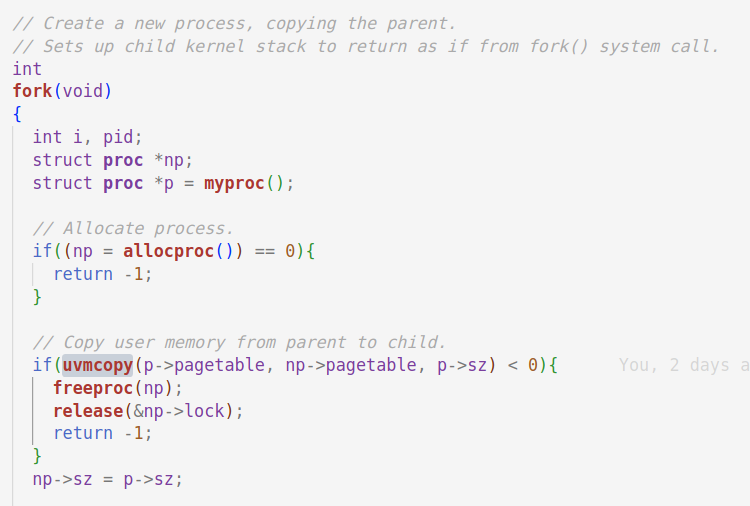 // Create a new process, copying the parent.
// Sets up child kernel stack to return as if from fork() system call.
int
fork(void)
{
  int i, pid;
  struct proc *np;
  struct proc *p = myproc();

  // Allocate process.
  if((np = allocproc()) == 0){
    return -1;
  }

  // Copy user memory from parent to child.
  if(uvmcopy(p->pagetable, np->pagetable, p->sz) < 0){ You, 2 days a
    freeproc(np);
    release(&np->lock);
    return -1;
  }
  np->sz = p->sz;